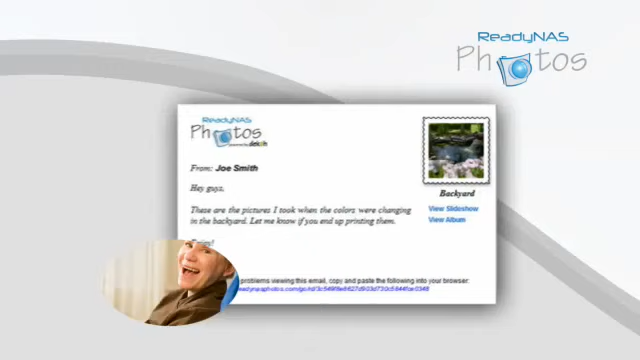 ReadyNAS
Photos
ReadyNAS
Photos
From: Joe Smith
Hey guyz,
These are the pictures I took when the colors were changing
in the backyard. Let me know if you end up printing them.
Backyard
View Slideshow
View Album
problems viewing this email, copy and paste the following into your browser: